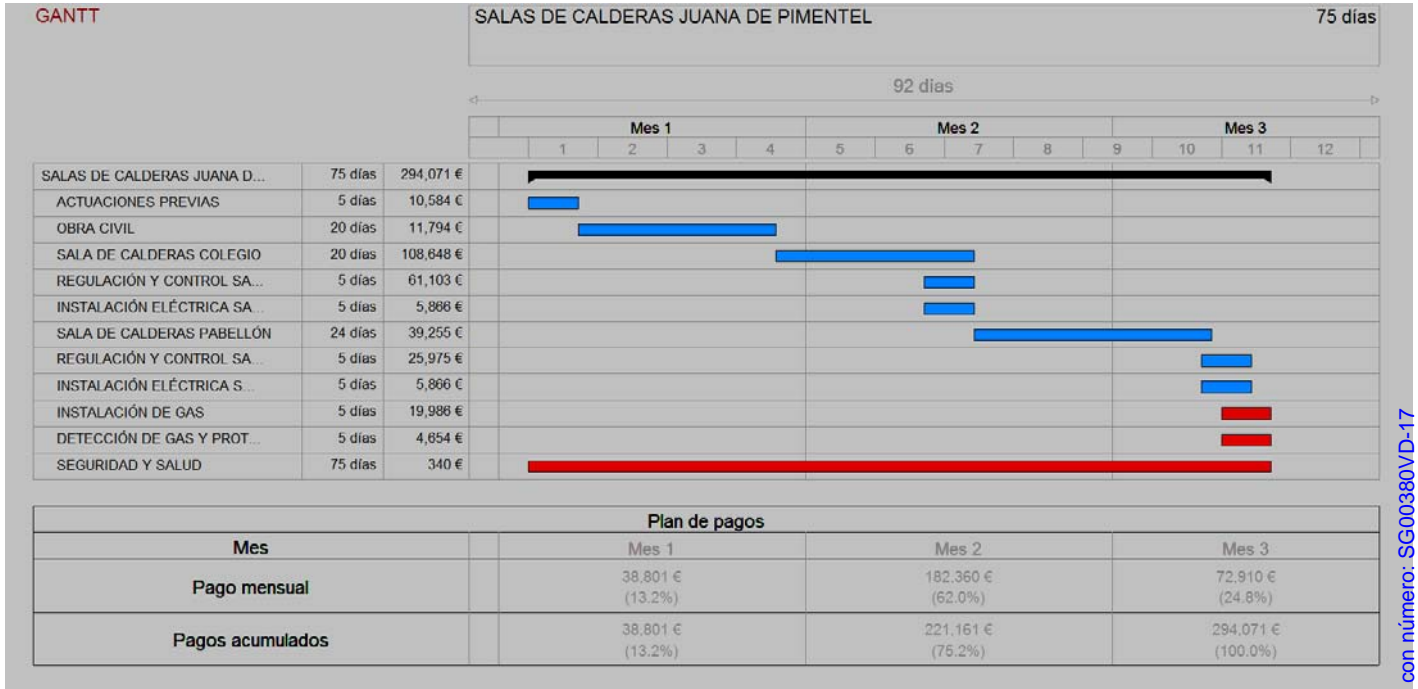 GANTT
SALAS DE CALDERAS JUANA DE PIMENTEL 75 días
92 días
Mes 1 Mes 2 Mes 3
1 2 3 4 5 6 7 8 9 10 11 12
SALAS DE CALDERAS JUANA D... 75 días 294,071 €
ACTUACIONES PREVIAS 5 días 10,584 €
OBRA CIVIL 20 días 11,794 €
SALA DE CALDERAS COLEGIO 20 días 108,648 €
REGULACIÓN Y CONTROL SA... 5 días 61,103 €
INSTALACIÓN ELÉCTRICA SA... 5 días 5,866 €
SALA DE CALDERAS PABELLÓN 24 días 39,255 €
REGULACIÓN Y CONTROL SA... 5 días 25,975 €
INSTALACIÓN ELÉCTRICA S... 5 días 5,866 €
INSTALACIÓN DE GAS 5 días 19,986 €
DETECCIÓN DE GAS Y PROT... 5 días 4,654 €
SEGURIDAD Y SALUD 75 días 340 €
Plan de pagos
Mes Mes 1 Mes 2 Mes 3
Pago mensual 38,801 € 182,360 € 72,910 €
(13.2%) (62.0%) (24.8%)
Pagos acumulados 38,801 € 221,161 € 294,071 €
(13.2%) (75.2%) (100.0%)
con número: SG00380VD-17